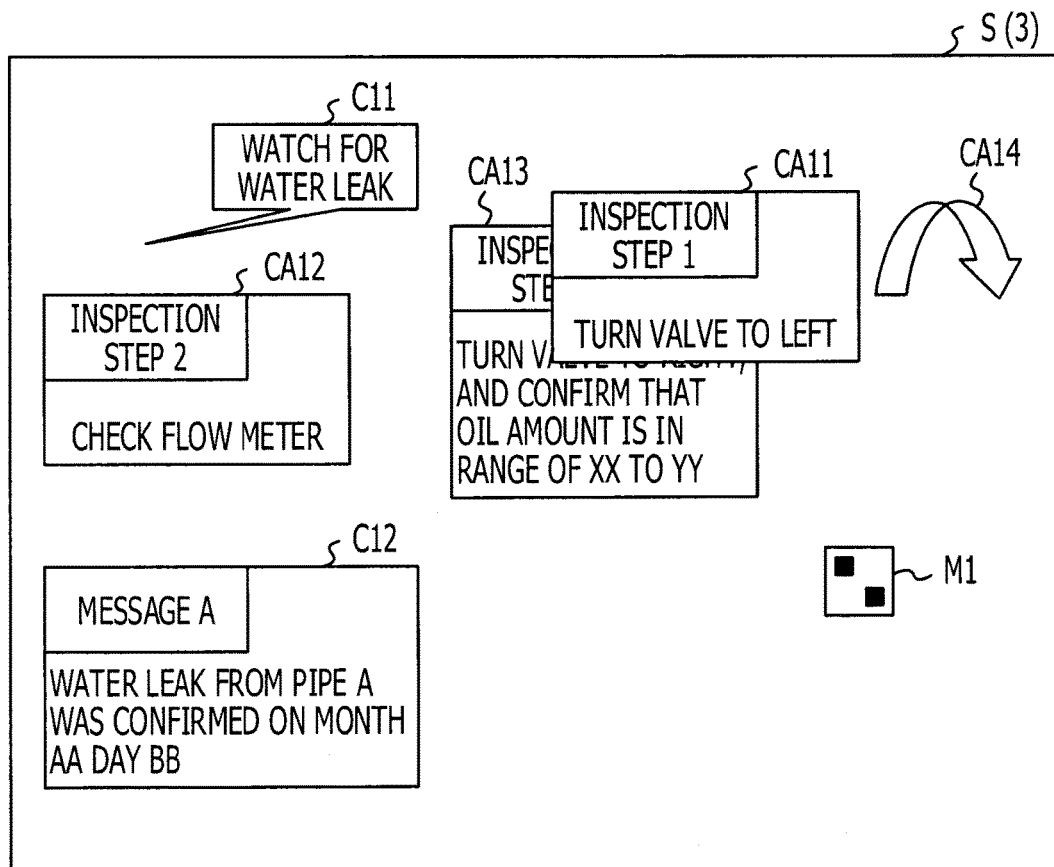 S (3)
C11
WATCH FOR
WATER LEAK
CA13
CA11
CA14
INSPECTION
STEP 1
TURN VALVE TO LEFT
CA12
INSPECTION
STEP 2
CHECK FLOW METER
TURN
AND CONFIRM THAT
OIL AMOUNT IS IN
RANGE OF XX TO YY
C12
MESSAGE A
WATER LEAK FROM PIPE A
WAS CONFIRMED ON MONTH
AA DAY BB
M1